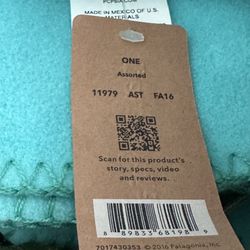 MADE IN MEXICO OF U.S.
MATERIALS
ONE
Assorted
11979 AST FA16
Scan for this product's
story, specs, video
and reviews.
8 89833 68198 9
7017430353 ©2016 Patagonia, Inc.